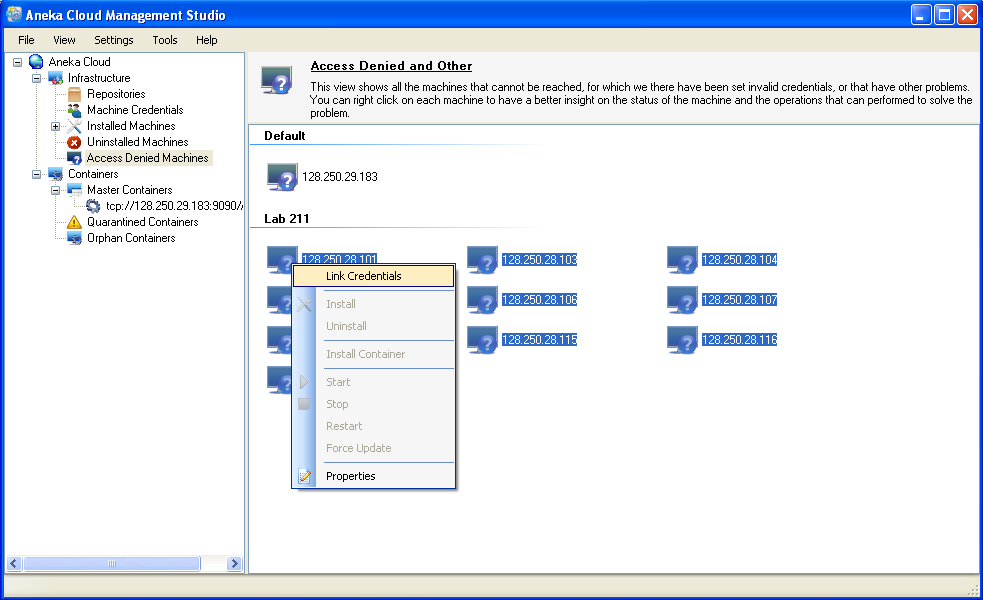 Aneka Cloud Management Studio
File View Settings Tools Help
Aneka Cloud
Infrastructure
Repositories
Machine Credentials
Installed Machines
Uninstalled Machines
Access Denied Machines
Containers
Master Containers
tcp://128.250.29.183:9090/
Quarantined Containers
Orphan Containers
Access Denied and Other
This view shows all the machines that cannot be reached, for which we there have been set invalid credentials, or that have other problems.
You can right click on each machine to have a better insight on the status of the machine and the operations that can performed to solve the
problem.
Default
128.250.29.183
Lab 211
128.250.28.101 128.250.28.103 128.250.28.104
128.250.28.106 128.250.28.107
128.250.28.115 128.250.28.116
Link Credentials
Install
Uninstall
Install Container
Start
Stop
Restart
Force Update
Properties